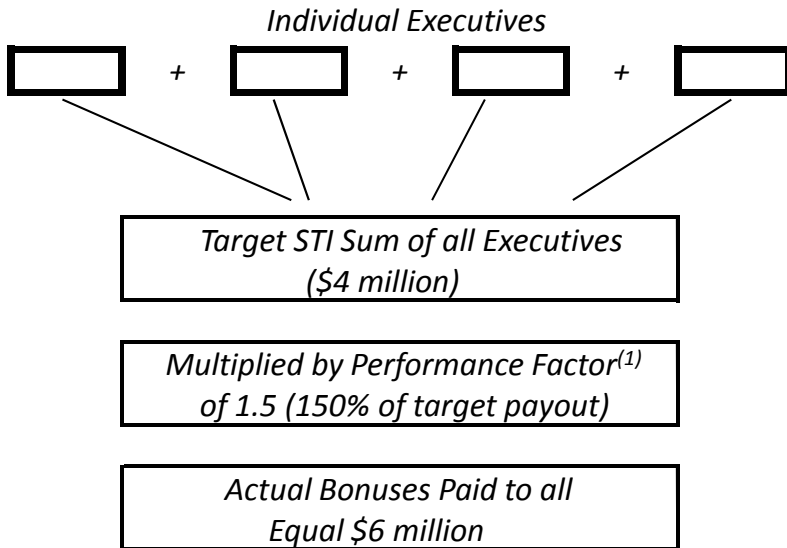 Individual Executives
+ + +
Target STI Sum of all Executives
($4 million)
Multiplied by Performance Factor(1)
of 1.5 (150% of target payout)
Actual Bonuses Paid to all
Equal $6 million